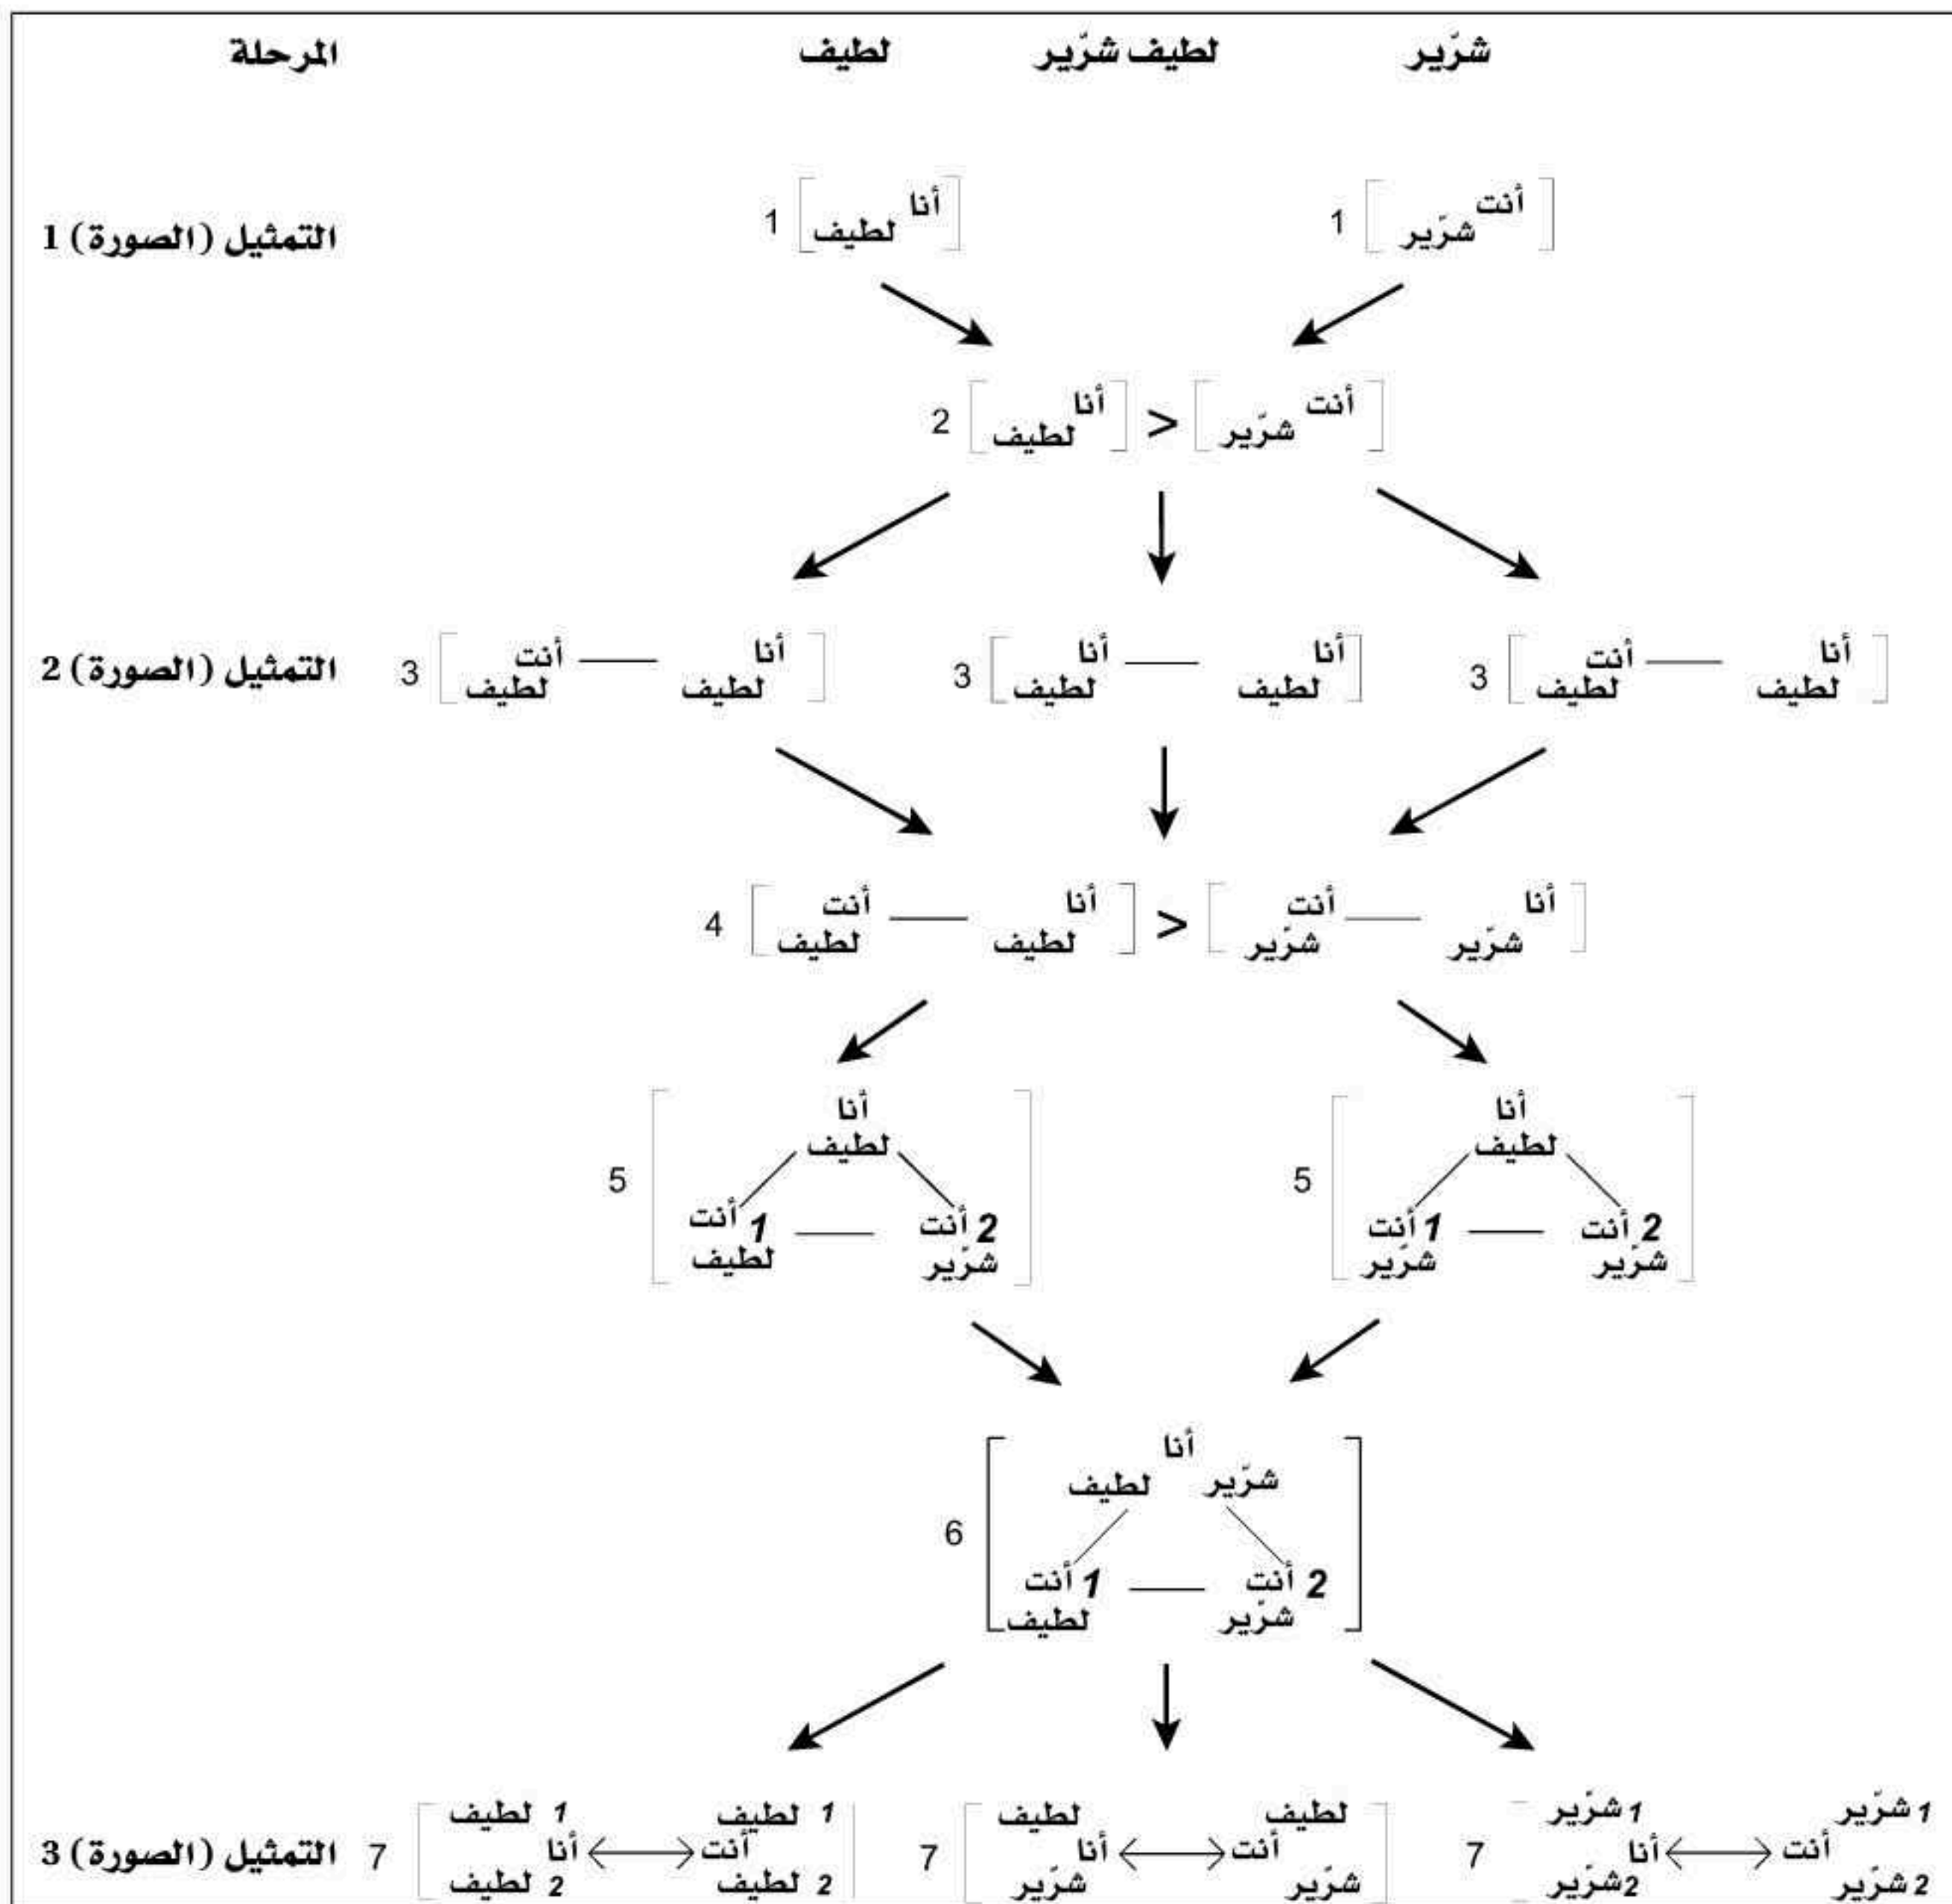 شرّير لطيف شرّير لطيف المرحلة
1 [أنا لطيف] 1 [أنت شرّير]
التمثيل (الصورة) 1
2 [أنا لطيف] > [أنت شرّير]
التمثيل (الصورة) 2
3 [أنت لطيف — أنا لطيف]
3 [أنا لطيف — أنا لطيف]
3 [أنت لطيف — أنا لطيف]
4 [أنت لطيف — أنا لطيف] > [أنت شرّير — أنا شرّير]
5
أنا
لطيف
أنت 1 — أنت 2
لطيف شرّير
5
أنا
لطيف
أنت 1 — أنت 2
شرّير شرّير
6
أنا
لطيف شرّير
أنت 1 — أنت 2
لطيف شرّير
التمثيل (الصورة) 3
7
لطيف 1 لطيف 1
أنا ↔ أنت
لطيف 2 لطيف 2
7
لطيف لطيف
أنا ↔ أنت
شرّير شرّير
7
شرّير 1 شرّير 1
أنا ↔ أنت
شرّير 2 شرّير 2